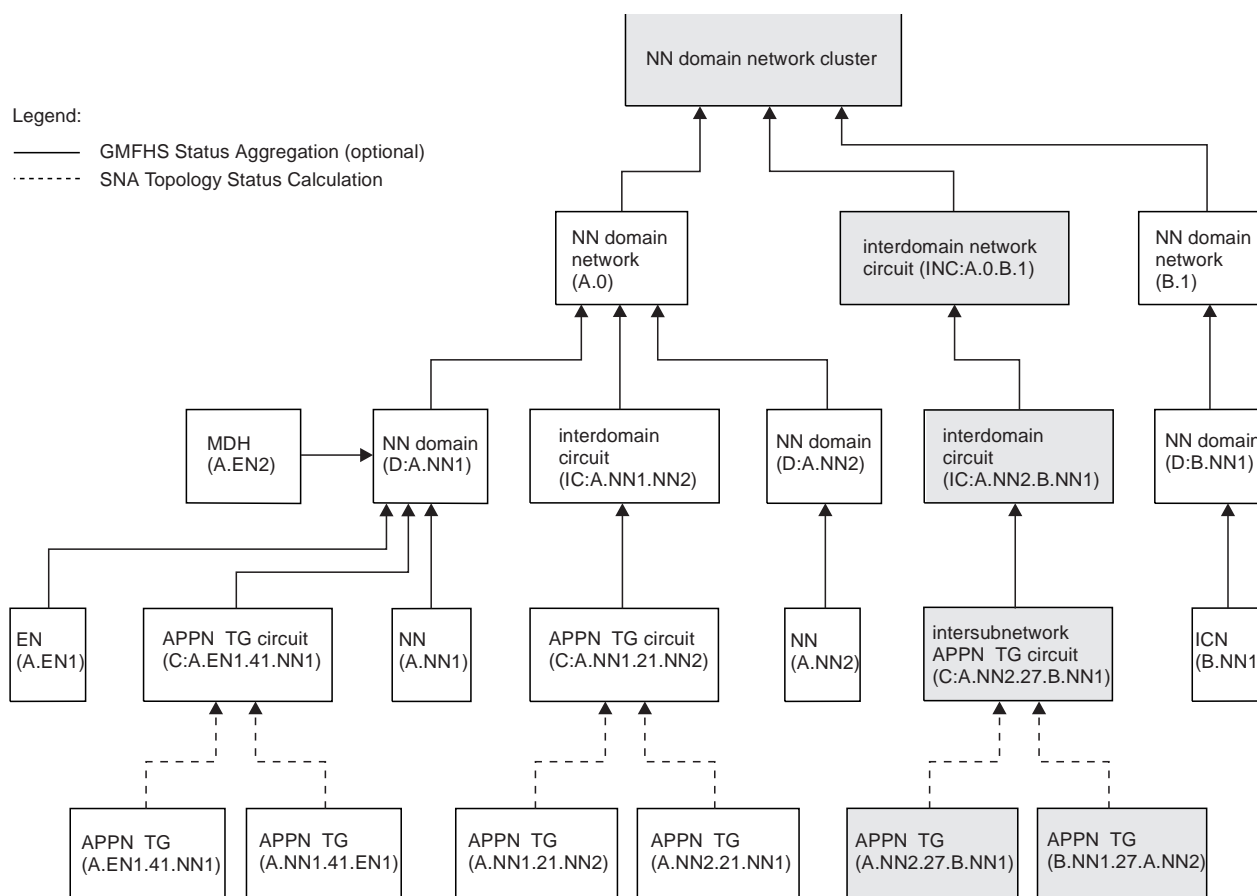 NN domain network cluster
Legend:
GMFHS Status Aggregation (optional)
SNA Topology Status Calculation
NN domain
network
(A.0)
interdomain network
circuit (INC:A.0.B.1)
NN domain
network
(B.1)
MDH
(A.EN2)
NN domain
(D:A.NN1)
interdomain
circuit
(IC:A.NN1.NN2)
NN domain
(D:A.NN2)
interdomain
circuit
(IC:A.NN2.B.NN1)
NN domain
(D:B.NN1)
EN
(A.EN1)
APPN TG circuit
(C:A.EN1.41.NN1)
NN
(A.NN1)
APPN TG circuit
(C:A.NN1.21.NN2)
NN
(A.NN2)
intersubnetwork
APPN TG circuit
(C:A.NN2.27.B.NN1)
ICN
(B.NN1
APPN TG
(A.EN1.41.NN1)
APPN TG
(A.NN1.41.EN1)
APPN TG
(A.NN1.21.NN2)
APPN TG
(A.NN2.21.NN1)
APPN TG
(A.NN2.27.B.NN1)
APPN TG
(B.NN1.27.A.NN2)